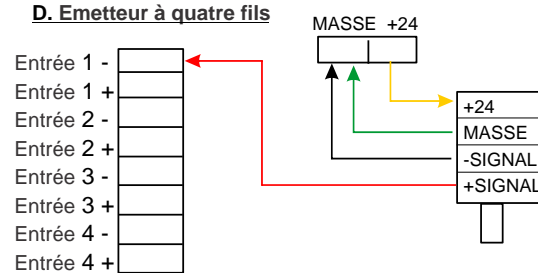 D. Emetteur à quatre fils
MASSE +24
Entrée 1 -
Entrée 1 +
Entrée 2 -
Entrée 2 +
Entrée 3 -
Entrée 3 +
Entrée 4 -
Entrée 4 +
+24
MASSE
-SIGNAL
+SIGNAL